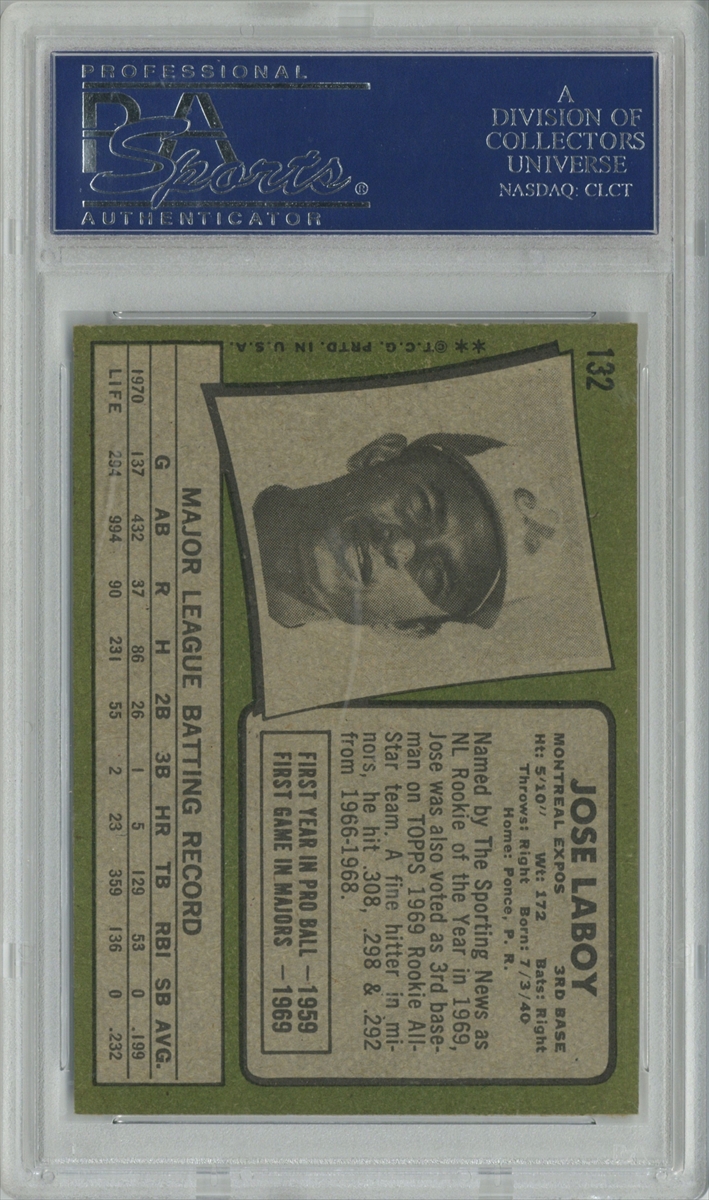 PROFESSIONAL
PSA
Sports®
AUTHENTICATOR
A
DIVISION OF
COLLECTORS
UNIVERSE
NASDAQ: CLCT
132
** ©T.C.G. PRTD. IN U.S.A.
JOSE LABOY
MONTREAL EXPOS 3RD BASE
Ht: 5'10" Wt: 172 Bats: Right
Throws: Right Born: 7/3/40
Home: Ponce, P. R.
Named by The Sporting News as
NL Rookie of the Year in 1969,
Jose was also voted as 3rd base-
man on TOPPS 1969 Rookie All-
Star team. A fine hitter in mi-
nors, he hit .308, .298 & .292
from 1966-1968.
FIRST YEAR IN PRO BALL —1959
FIRST GAME IN MAJORS —1969
MAJOR LEAGUE BATTING RECORD
G AB R H 2B 3B HR TB RBI SB AVG.
1970 137 432 37 86 26 1 5 129 53 0 .199
LIFE 294 994 90 231 55 2 23 359 136 0 .232